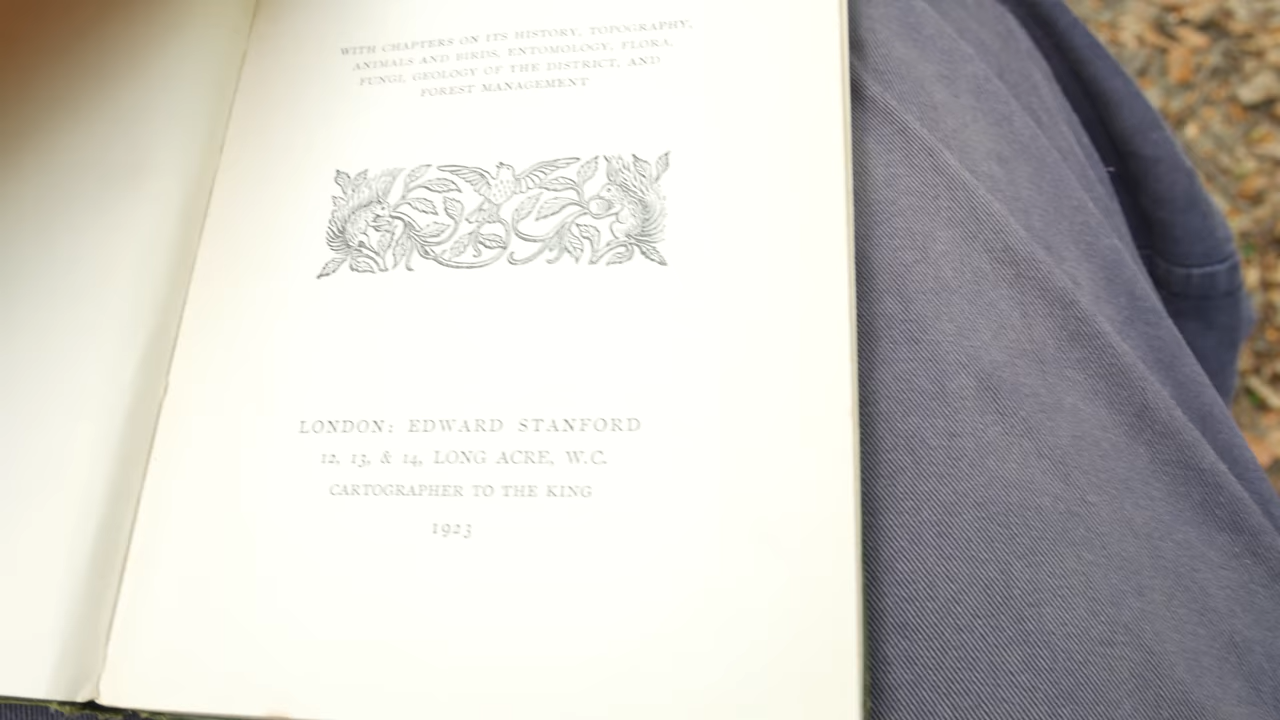 WITH CHAPTERS ON ITS HISTORY, TOPOGRAPHY,
ANIMALS AND BIRDS, ENTOMOLOGY, FLORA,
FUNGI, GEOLOGY OF THE DISTRICT, AND
FOREST MANAGEMENT
LONDON: EDWARD STANFORD
12, 13, & 14, LONG ACRE, W.C.
CARTOGRAPHER TO THE KING
1923